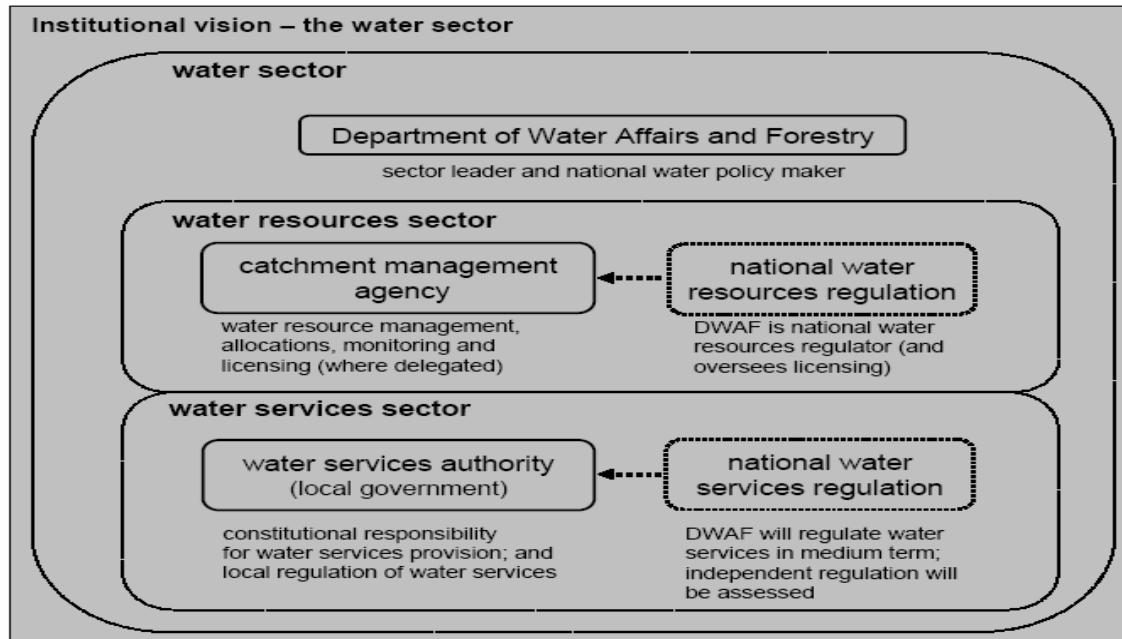 Institutional vision – the water sector
water sector
Department of Water Affairs and Forestry
sector leader and national water policy maker
water resources sector
catchment management
agency
water resource management,
allocations, monitoring and
licensing (where delegated)
national water
resources regulation
DWAF is national water
resources regulator (and
oversees licensing)
water services sector
water services authority
(local government)
constitutional responsibility
for water services provision; and
local regulation of water services
national water
services regulation
DWAF will regulate water
services in medium term;
independent regulation will
be assessed